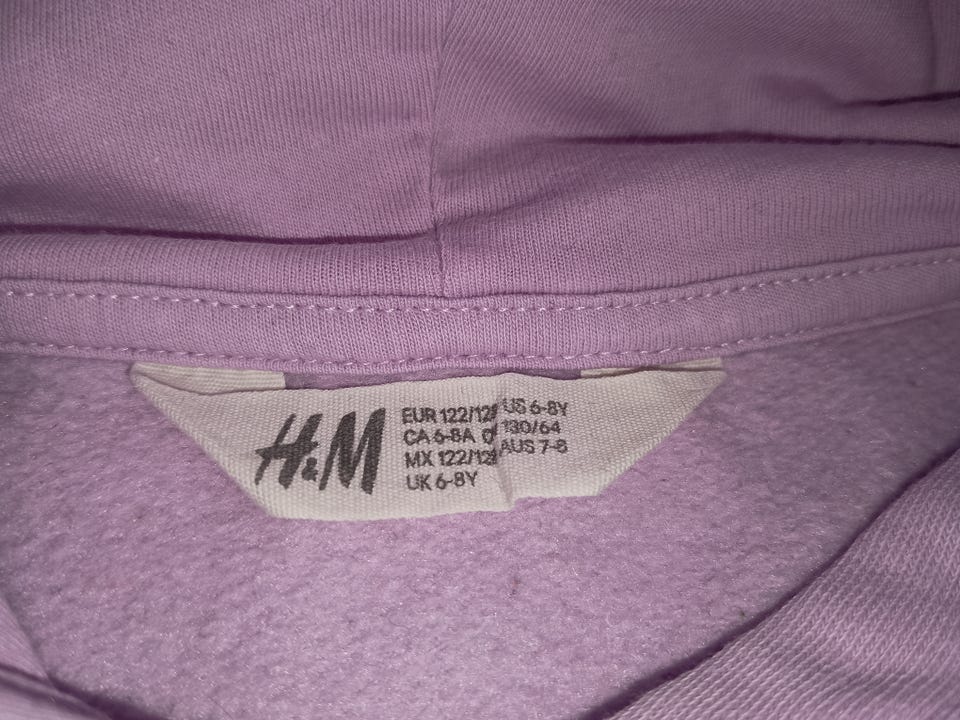 H&M
EUR 122/12 US 6-8Y
CA 6-8A 130/64
MX 122/12 AUS 7-8
UK 6-8Y